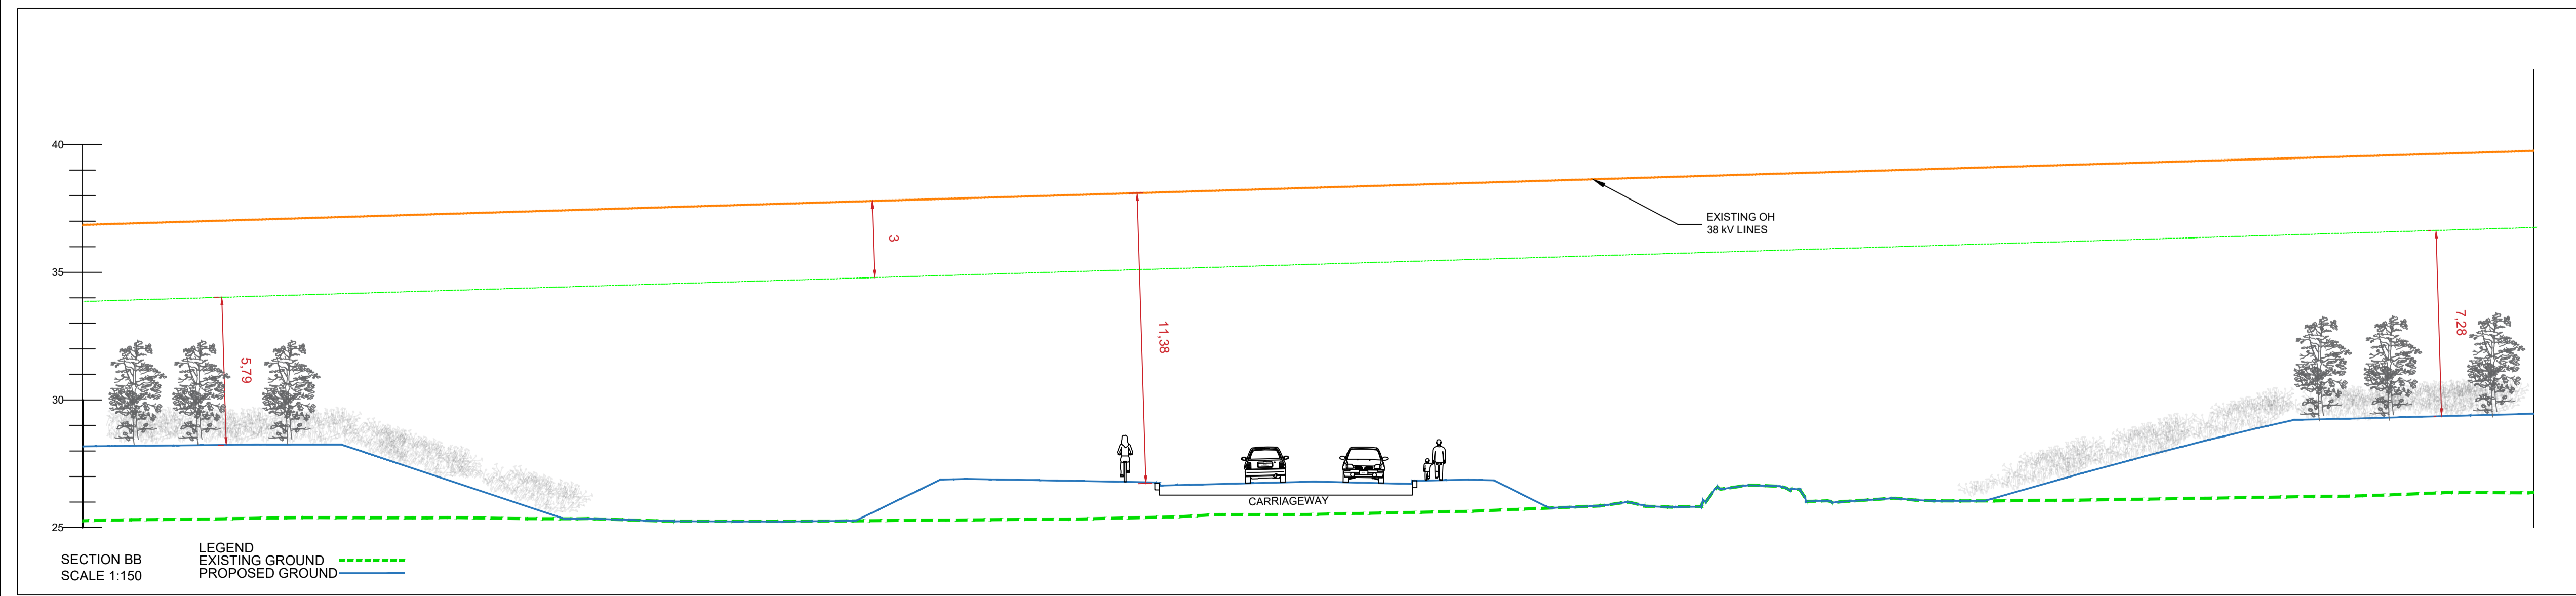 40
35
30
25
3
11,38
5,79
7,28
EXISTING OH
38 kV LINES
CARRIAGEWAY
SECTION BB
SCALE 1:150
LEGEND
EXISTING GROUND
PROPOSED GROUND